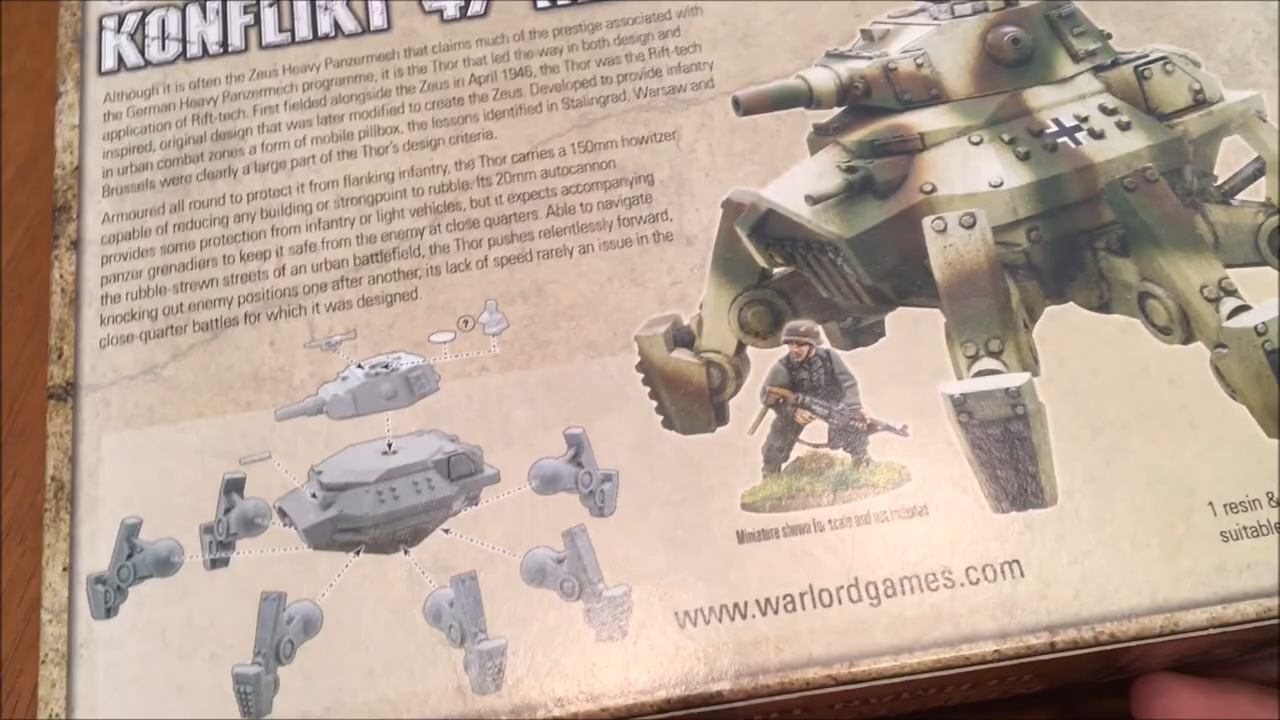 KONFLIKT 47
Although it is often the Zeus Heavy Panzermech that claims much of the prestige associated with
the German Heavy Panzermech programme, it is the Thor that led the way in both design and
application of Rift-tech. First fielded alongside the Zeus in April 1946, the Thor was the Rift-tech
inspired, original design that was later modified to create the Zeus. Developed to provide infantry
in urban combat zones a form of mobile pillbox, the lessons identified in Stalingrad, Warsaw and
Brussels were clearly a large part of the Thor's design criteria.
Armoured all round to protect it from flanking infantry, the Thor carries a 150mm howitzer
capable of reducing any building or strongpoint to rubble. Its 20mm autocannon
provides some protection from infantry or light vehicles, but it expects accompanying
panzer grenadiers to keep it safe from the enemy at close quarters. Able to navigate
the rubble-strewn streets of an urban battlefield, the Thor pushes relentlessly forward,
knocking out enemy positions one after another, its lack of speed rarely an issue in the
close-quarter battles for which it was designed.
?
Miniature shown for scale and not included
1 resin &
suitable
www.warlordgames.com